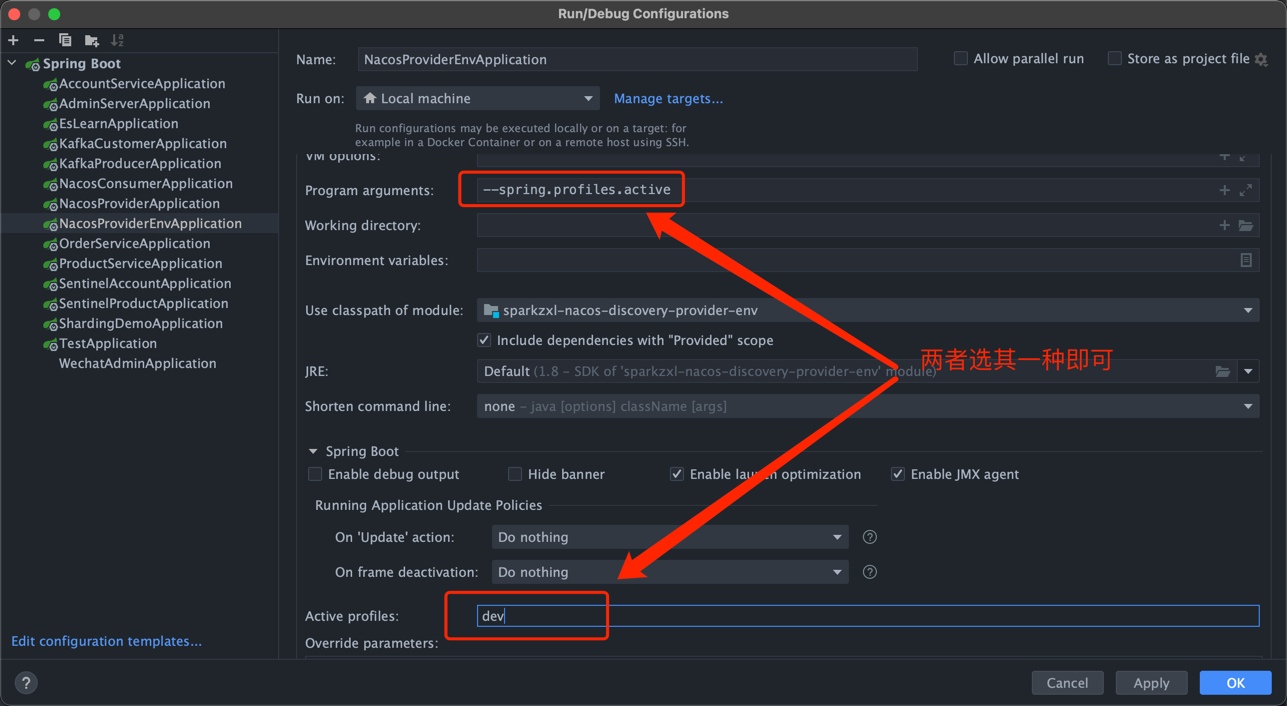 Run/Debug Configurations
Spring Boot
AccountServiceApplication
AdminServerApplication
EsLearnApplication
KafkaCustomerApplication
KafkaProducerApplication
NacosConsumerApplication
NacosProviderApplication
NacosProviderEnvApplication
OrderServiceApplication
ProductServiceApplication
SentinelAccountApplication
SentinelProductApplication
ShardingDemoApplication
TestApplication
WechatAdminApplication
Edit configuration templates...
Name: NacosProviderEnvApplication Allow parallel run Store as project file
Run on: Local machine Manage targets...
Run configurations may be executed locally or on a target: for
example in a Docker Container or on a remote host using SSH.
VM options:
Program arguments: --spring.profiles.active
Working directory:
Environment variables:
Use classpath of module: sparkzxl-nacos-discovery-provider-env
Include dependencies with "Provided" scope
两者选其一种即可
JRE: Default (1.8 – SDK of 'sparkzxl-nacos-discovery-provider-env' module)
Shorten command line: none – java [options] className [args]
Spring Boot
Enable debug output Hide banner Enable launch optimization Enable JMX agent
Running Application Update Policies
On 'Update' action: Do nothing ?
On frame deactivation: Do nothing ?
Active profiles: dev
Override parameters:
? Cancel Apply OK